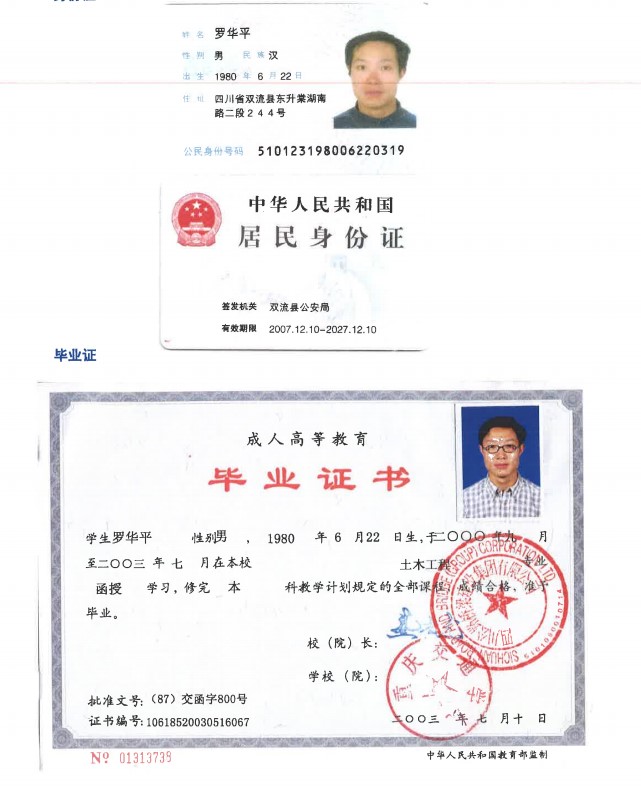 姓名 罗华平
性别 男 民族 汉
出生 1980 年 6 月 22 日
住址 四川省双流县东升棠湖南
路二段244号
公民身份号码 510123198006220319
中华人民共和国
居民身份证
签发机关 双流县公安局
有效期限 2007.12.10-2027.12.10
毕业证
成人高等教育
毕业证书
学生罗华平 性别男 , 1980 年 6 月22 日生,于二〇〇〇年九 月
至二〇〇三 年 七 月在本校 土木工程 专业
函授 学习,修完 本 科教学计划规定的全部课程,成绩合格,准予
毕业。
校(院)长:
学校(院):
批准文号:(87)交函字800号
证书编号:10618520030516067
二〇〇三 年 七 月 十 日
№ 01313739
中华人民共和国教育部监制